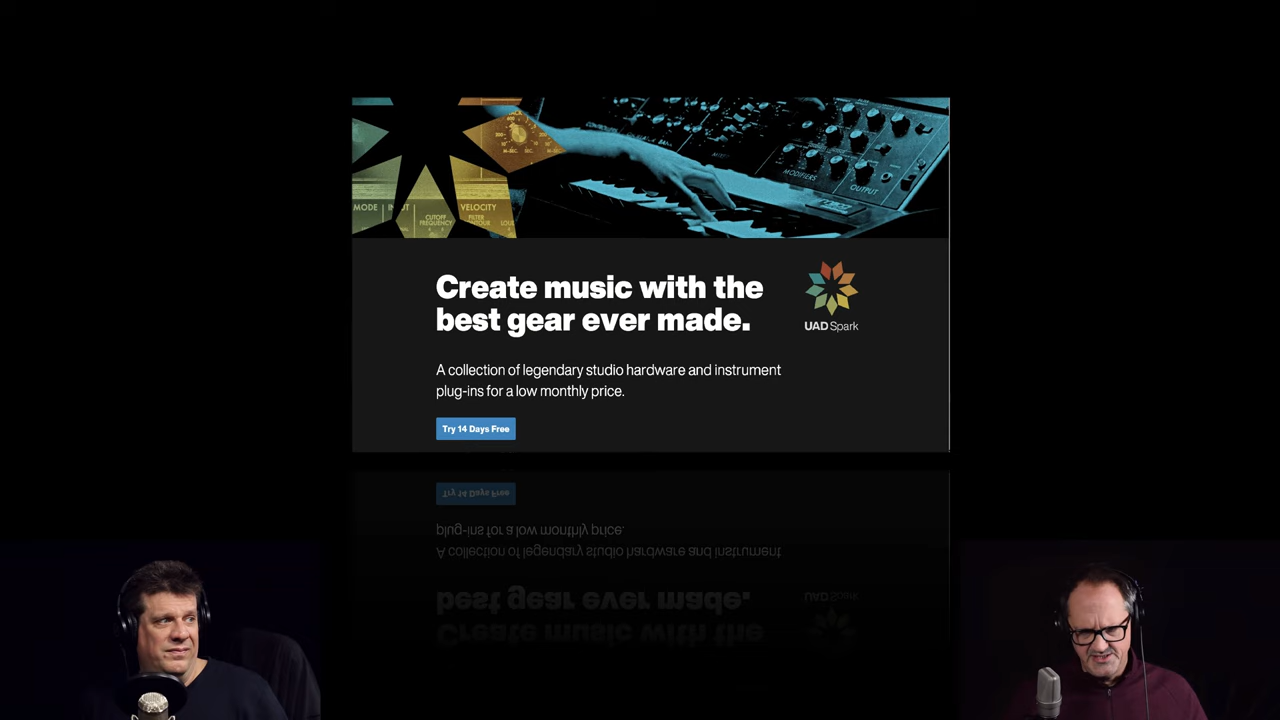 MODE
VELOCITY
CUTOFF
FREQUENCY
FILTER
MODIFIERS
OUTPUT
Create music with the
best gear ever made.
UAD Spark
A collection of legendary studio hardware and instrument
plug-ins for a low monthly price.
Try 14 Days Free